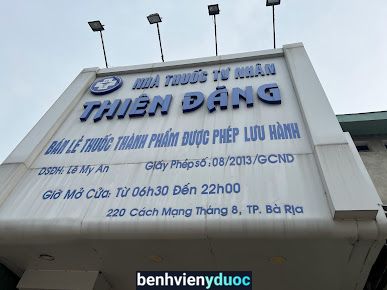 NHÀ THUỐC TƯ NHÂN
THIÊN ĐĂNG
BÁN LẺ THUỐC THÀNH PHẨM ĐƯỢC PHÉP LƯU HÀNH
DSĐH: Lê Mỹ An
Giấy Phép số: 08/2013/GCND
Giờ Mở Cửa: Từ 06h30 Đến 22h00
220 Cách Mạng Tháng 8, TP. Bà Rịa
benhvienyduoc